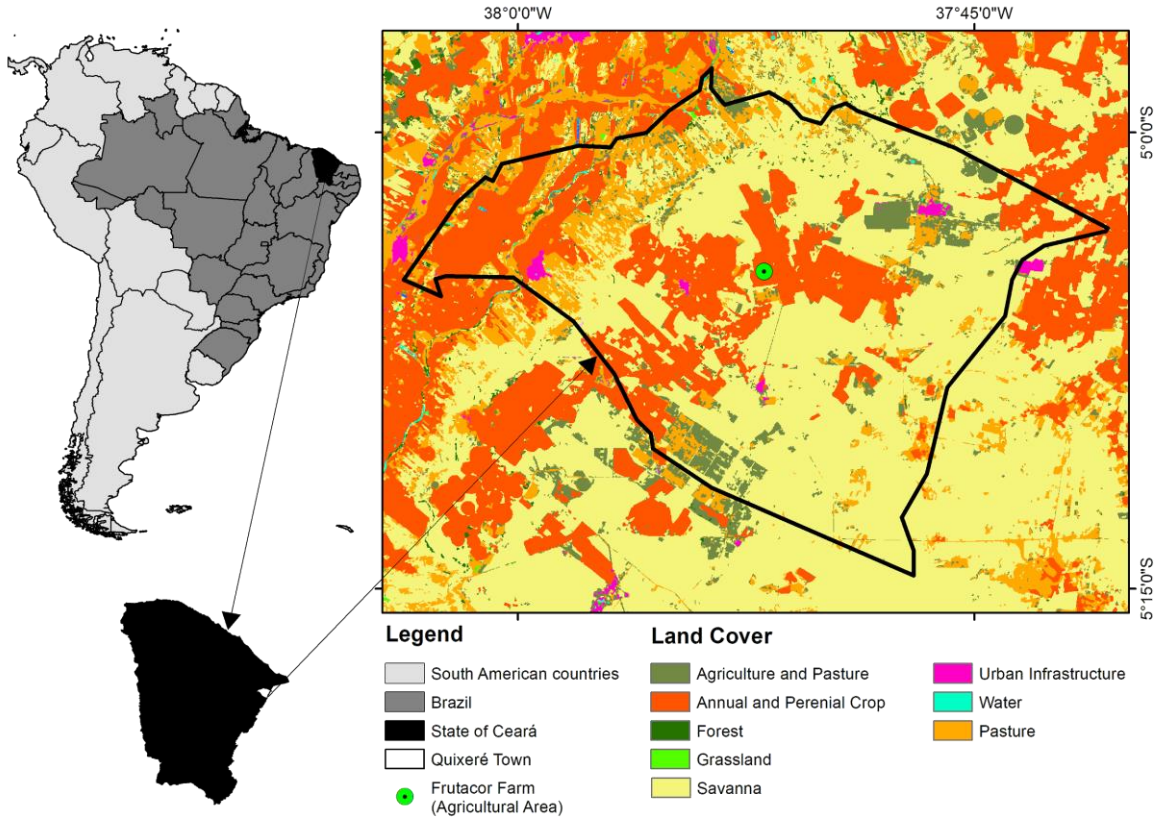 38°0'0"W
37°45'0"W
5°0'0"S
5°15'0"S
Legend
South American countries
Brazil
State of Ceará
Quixeré Town
Frutacor Farm
(Agricultural Area)
Land Cover
Agriculture and Pasture
Annual and Perenial Crop
Forest
Grassland
Savanna
Urban Infrastructure
Water
Pasture